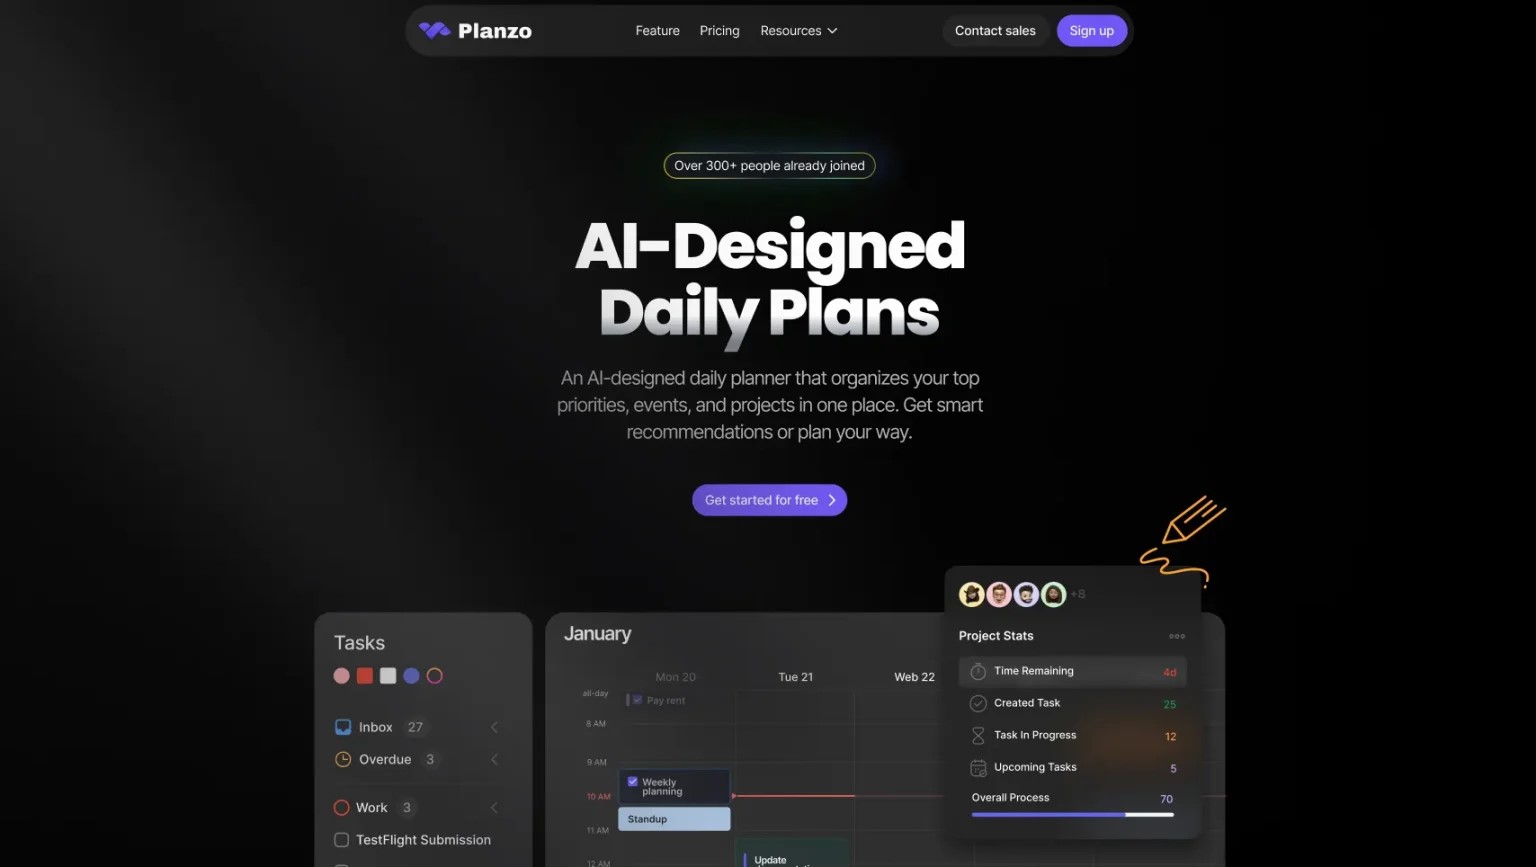 Planzo
Feature
Pricing
Resources
Contact sales
Sign up
Over 300+ people already joined
AI-Designed
Daily Plans
An AI-designed daily planner that organizes your top
priorities, events, and projects in one place. Get smart
recommendations or plan your way.
Get started for free
Tasks
Inbox 27
Overdue 3
Work 3
TestFlight Submission
January
Mon 20
Tue 21
Web 22
all-day
Pay rent
8 AM
9 AM
Weekly
planning
10 AM
Standup
11 AM
Update
12 AM
+8
Project Stats
Time Remaining 4d
Created Task 25
Task In Progress 12
Upcoming Tasks 5
Overall Process 70